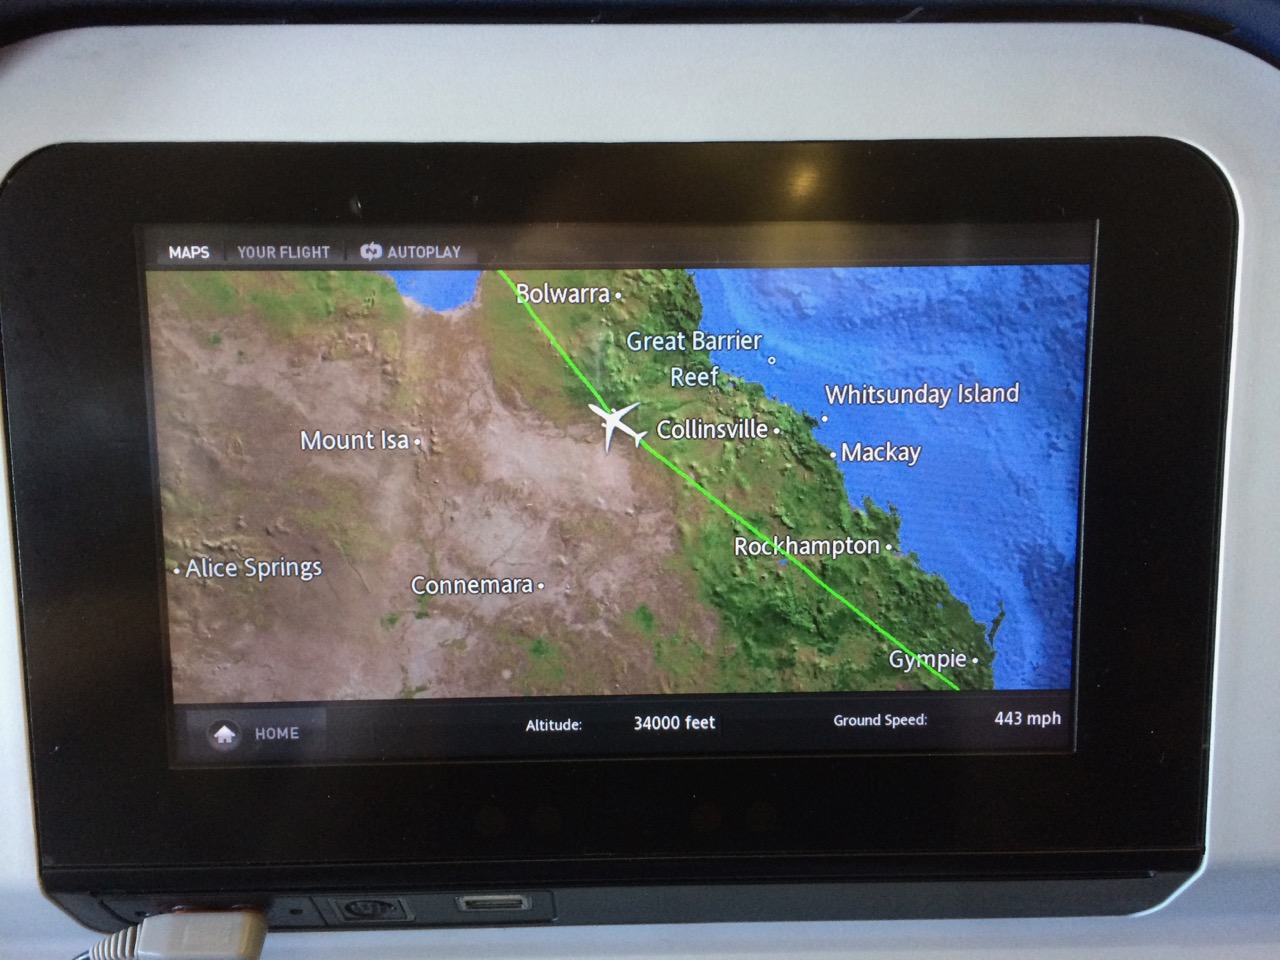 MAPS YOUR FLIGHT AUTOPLAY
Bolwarra
Great Barrier
Reef
Whitsunday Island
Collinsville
Mount Isa
Mackay
Rockhampton
Alice Springs
Connemara
Gympie
HOME Altitude: 34000 feet Ground Speed: 443 mph